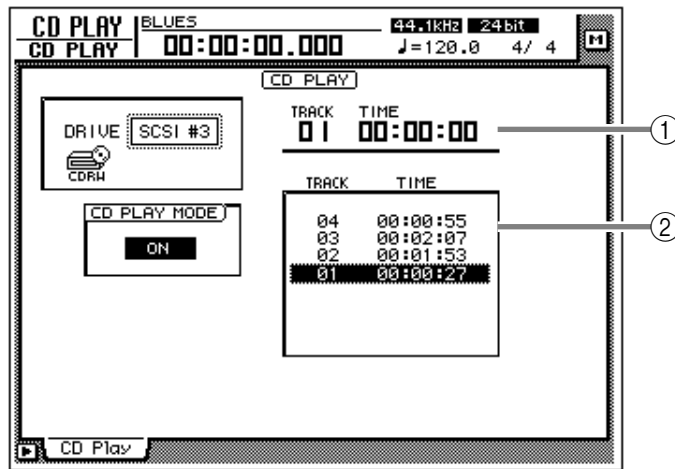 CD PLAY BLUES 44.1kHz 24bit
CD PLAY 00:00:00.000 ♩=120.0 4/ 4 M
CD PLAY
DRIVE SCSI #3
CDRW
TRACK TIME
01 00:00:00
1
CD PLAY MODE
ON
TRACK TIME
04 00:00:55
03 00:02:07
02 00:01:53
01 00:00:27
2
CD Play